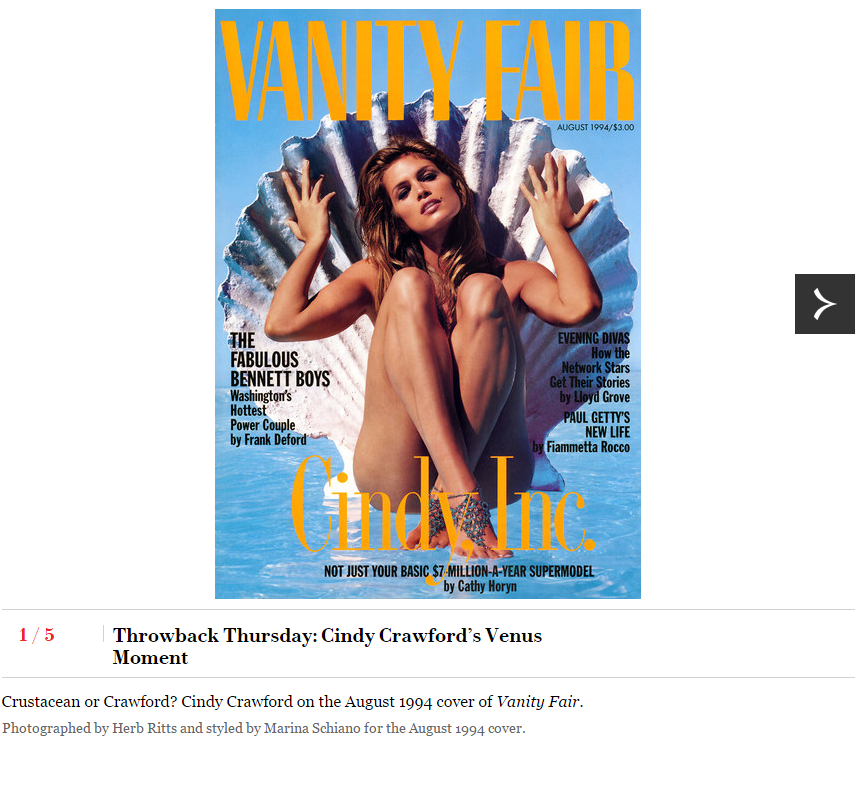 VANITY FAIR
AUGUST 1994/$3.00
THE
FABULOUS
BENNETT BOYS
Washington's
Hottest
Power Couple
by Frank Deford
EVENING DIVAS
How the
Network Stars
Get Their Stories
by Lloyd Grove
PAUL GETTY'S
NEW LIFE
by Fiammetta Rocco
Cindy, Inc.
NOT JUST YOUR BASIC $7-MILLION-A-YEAR SUPERMODEL
by Cathy Horyn
1 / 5
Throwback Thursday: Cindy Crawford’s Venus
Moment
Crustacean or Crawford? Cindy Crawford on the August 1994 cover of Vanity Fair.
Photographed by Herb Ritts and styled by Marina Schiano for the August 1994 cover.